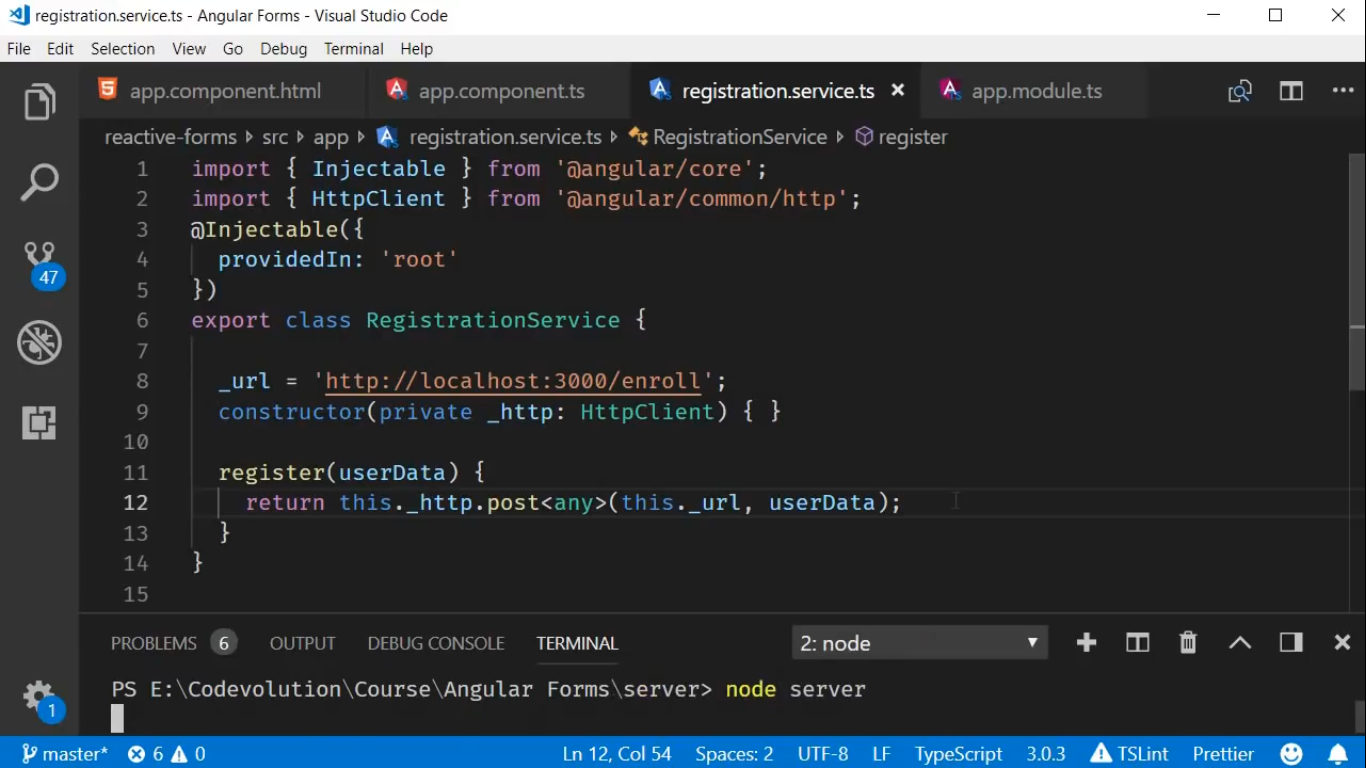 registration.service.ts - Angular Forms - Visual Studio Code
File Edit Selection View Go Debug Terminal Help
app.component.html app.component.ts registration.service.ts app.module.ts
reactive-forms src app registration.service.ts RegistrationService register
1 import { Injectable } from '@angular/core';
2 import { HttpClient } from '@angular/common/http';
3 @Injectable({
4 providedIn: 'root'
5 })
6 export class RegistrationService {
7
8 _url = 'http://localhost:3000/enroll';
9 constructor(private _http: HttpClient) { }
10
11 register(userData) {
12 return this._http.post<any>(this._url, userData);
13 }
14 }
15
47
1
PROBLEMS 6 OUTPUT DEBUG CONSOLE TERMINAL 2: node
PS E:\Codevolution\Course\Angular Forms\server> node server
master* 6 0 Ln 12, Col 54 Spaces: 2 UTF-8 LF TypeScript 3.0.3 TSLint Prettier